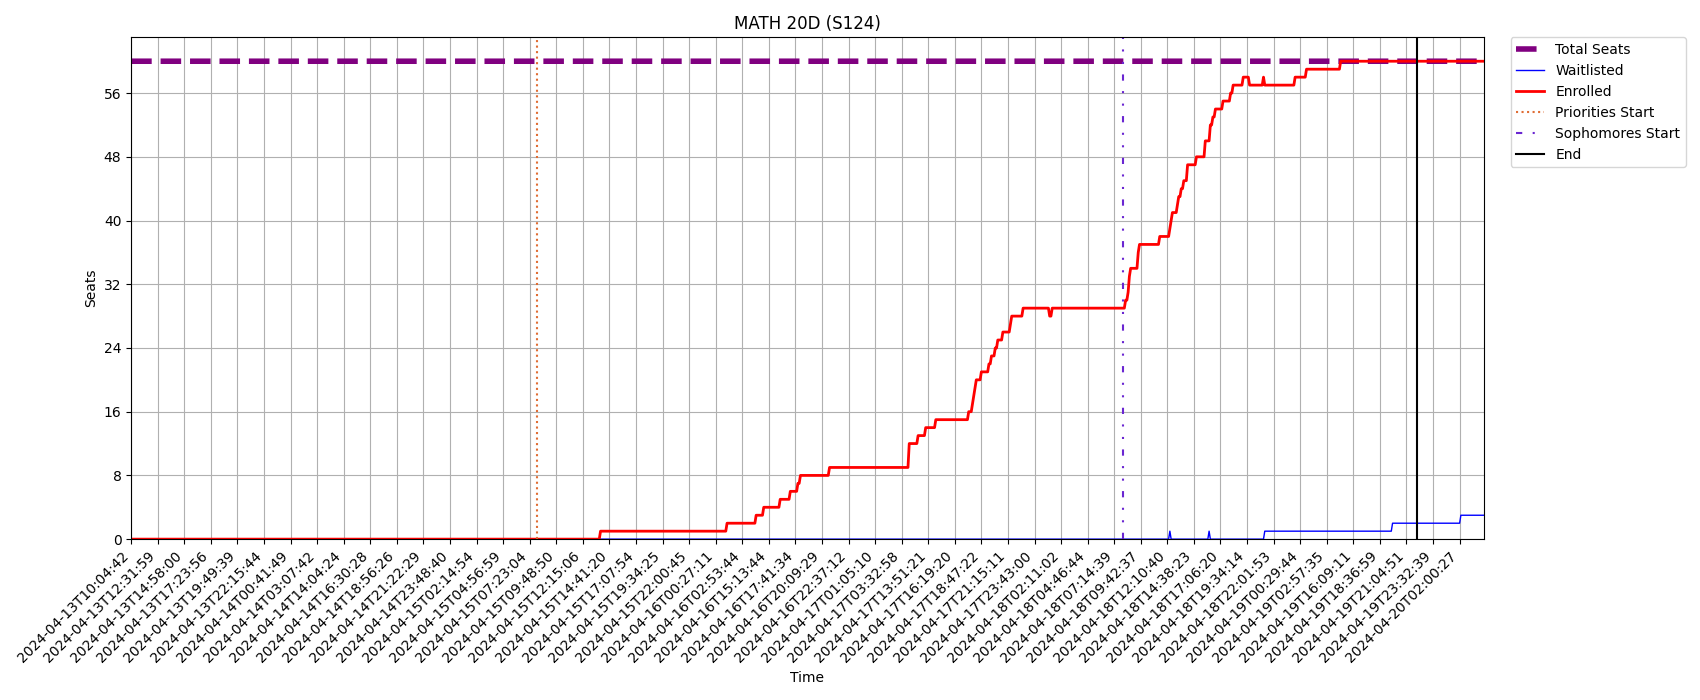 MATH 20D (S124)
Total Seats
Waitlisted
Enrolled
Priorities Start
Sophomores Start
End
Seats
56
48
40
32
24
16
8
0
2024-04-13T10:04:42
2024-04-13T12:31:59
2024-04-13T14:58:00
2024-04-13T17:23:56
2024-04-13T19:49:39
2024-04-13T22:15:44
2024-04-14T00:41:49
2024-04-14T03:07:42
2024-04-14T14:04:24
2024-04-14T16:30:28
2024-04-14T18:56:26
2024-04-14T21:22:29
2024-04-14T23:48:40
2024-04-15T02:14:54
2024-04-15T04:56:59
2024-04-15T07:23:04
2024-04-15T09:48:50
2024-04-15T12:15:06
2024-04-15T14:41:20
2024-04-15T17:07:54
2024-04-15T19:34:25
2024-04-15T22:00:45
2024-04-16T00:27:11
2024-04-16T02:53:44
2024-04-16T15:13:44
2024-04-16T17:41:34
2024-04-16T20:09:29
2024-04-16T22:37:12
2024-04-17T01:05:10
2024-04-17T03:32:58
2024-04-17T13:51:21
2024-04-17T16:19:20
2024-04-17T18:47:22
2024-04-17T21:15:11
2024-04-17T23:43:00
2024-04-18T02:11:02
2024-04-18T04:46:44
2024-04-18T07:14:39
2024-04-18T09:42:37
2024-04-18T12:10:40
2024-04-18T14:38:23
2024-04-18T17:06:20
2024-04-18T19:34:14
2024-04-18T22:01:53
2024-04-19T00:29:44
2024-04-19T02:57:35
2024-04-19T16:09:11
2024-04-19T18:36:59
2024-04-19T21:04:51
2024-04-19T23:32:39
2024-04-20T02:00:27
Time